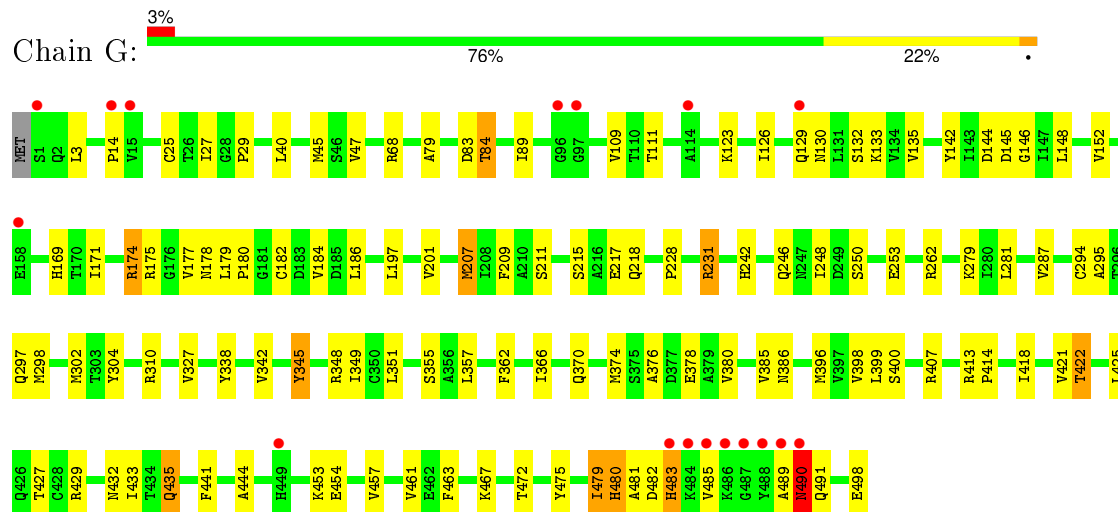 3%
Chain G:
76% 22% •
MET S1 Q2 L3 P14 V15 C25 T26 I27 G28 P29 L40 M45 S46 V47 R68 A79 D83 T84 I89 G96 G97 V109 T110 T111 A114 K123 I126 Q129 N130 L131 S132 K133 V134 V135 Y142 I143 D144 D145 G146 I147 L148 V152
E158 H169 T170 I171 R174 R175 G176 V177 N178 L179 P180 G181 C182 D183 V184 D185 L186 L197 V201 M207 I208 F209 A210 S211 S215 A216 E217 Q218 P228 R231 H242 Q246 N247 I248 D249 S250 E253 R262 K279 I280 L281 V287 C294 A295 T296
Q297 M298 M302 T303 Y304 R310 V327 Y338 V342 Y345 R348 I349 C350 L351 S355 A356 L357 F362 I366 Q370 M374 S375 A376 D377 E378 A379 V380 V385 N386 M396 V397 V398 L399 S400 R407 R413 P414 I418 V421 T422 L425
Q426 T427 C428 R429 N432 I433 T434 Q435 F441 A444 H449 K453 E454 V457 V461 E462 F463 K467 T472 Y475 I479 H480 A481 D482 H483 K484 V485 K486 G487 Y488 A489 N490 Q491 E498